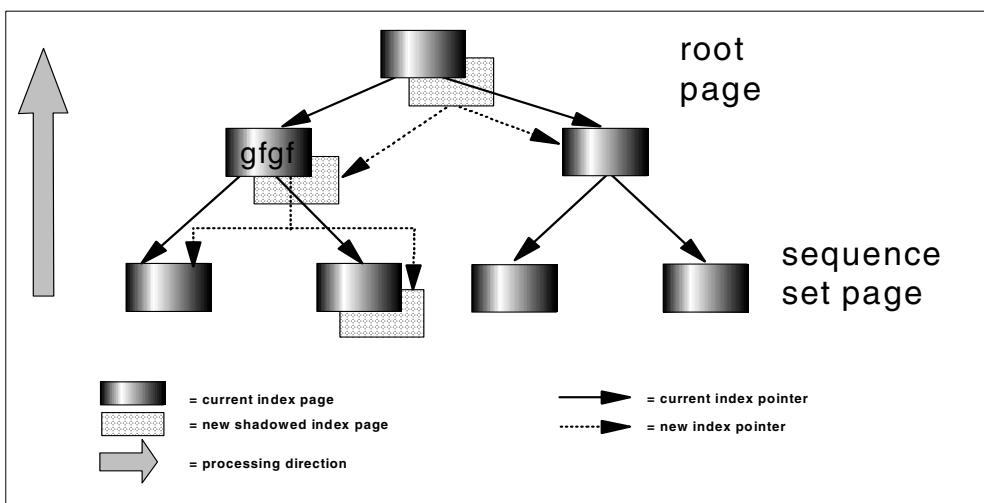 root
page
gfgf
sequence
set page
= current index page
= new shadowed index page
= processing direction
= current index pointer
= new index pointer